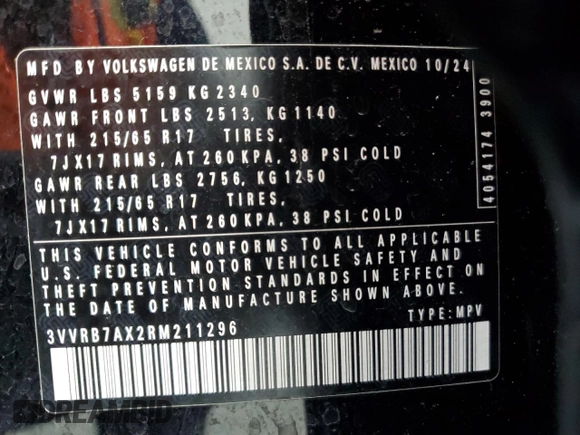 MFD BY VOLKSWAGEN DE MEXICO S.A. DE C.V. MEXICO 10/24
GVWR LBS 5159 KG 2340
GAWR FRONT LBS 2513, KG 1140
WITH 215/65 R17 TIRES,
7JX17 RIMS, AT 260 KPA, 38 PSI COLD
GAWR REAR LBS 2756, KG 1250
WITH 215/65 R17 TIRES,
7JX17 RIMS, AT 260 KPA, 38 PSI COLD
4054174 3900
THIS VEHICLE CONFORMS TO ALL APPLICABLE
U.S. FEDERAL MOTOR VEHICLE SAFETY AND
THEFT PREVENTION STANDARDS IN EFFECT ON
THE DATE OF MANUFACTURE SHOWN ABOVE.
3VVRB7AX2RM211296 TYPE: MPV
DREAMBID